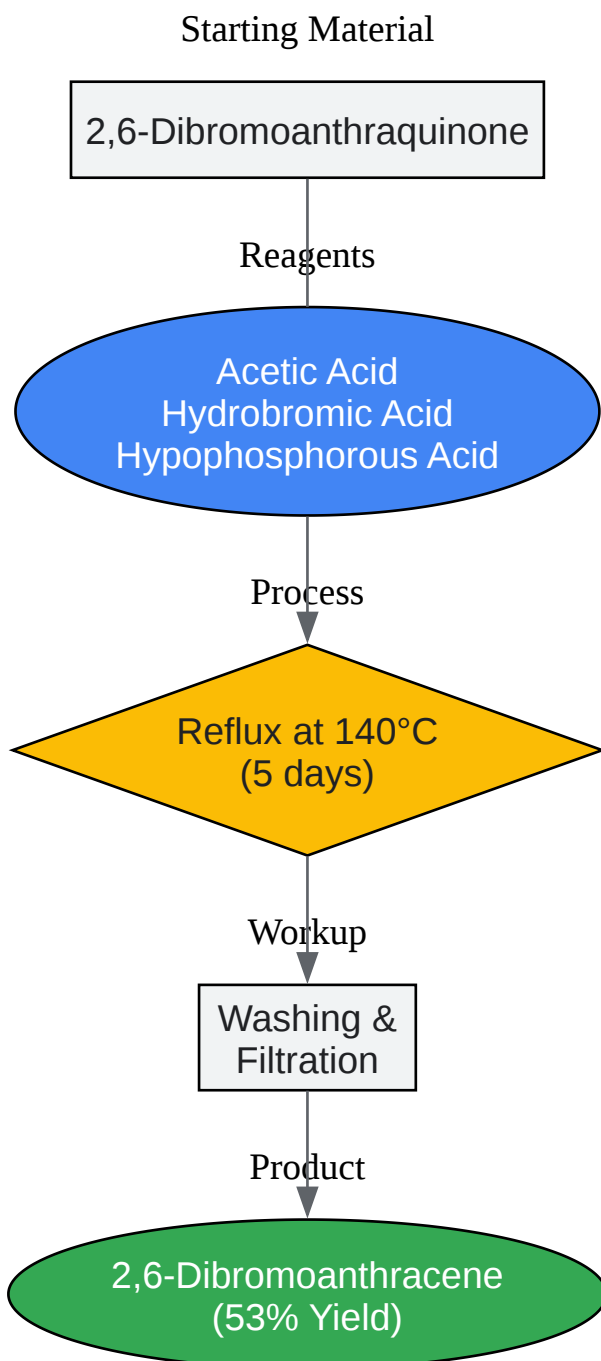 Starting Material
2,6-Dibromoanthraquinone
Reagents
Acetic Acid
Hydrobromic Acid
Hypophosphorous Acid
Process
Reflux at 140°C
(5 days)
Workup
Washing &
Filtration
Product
2,6-Dibromoanthracene
(53% Yield)